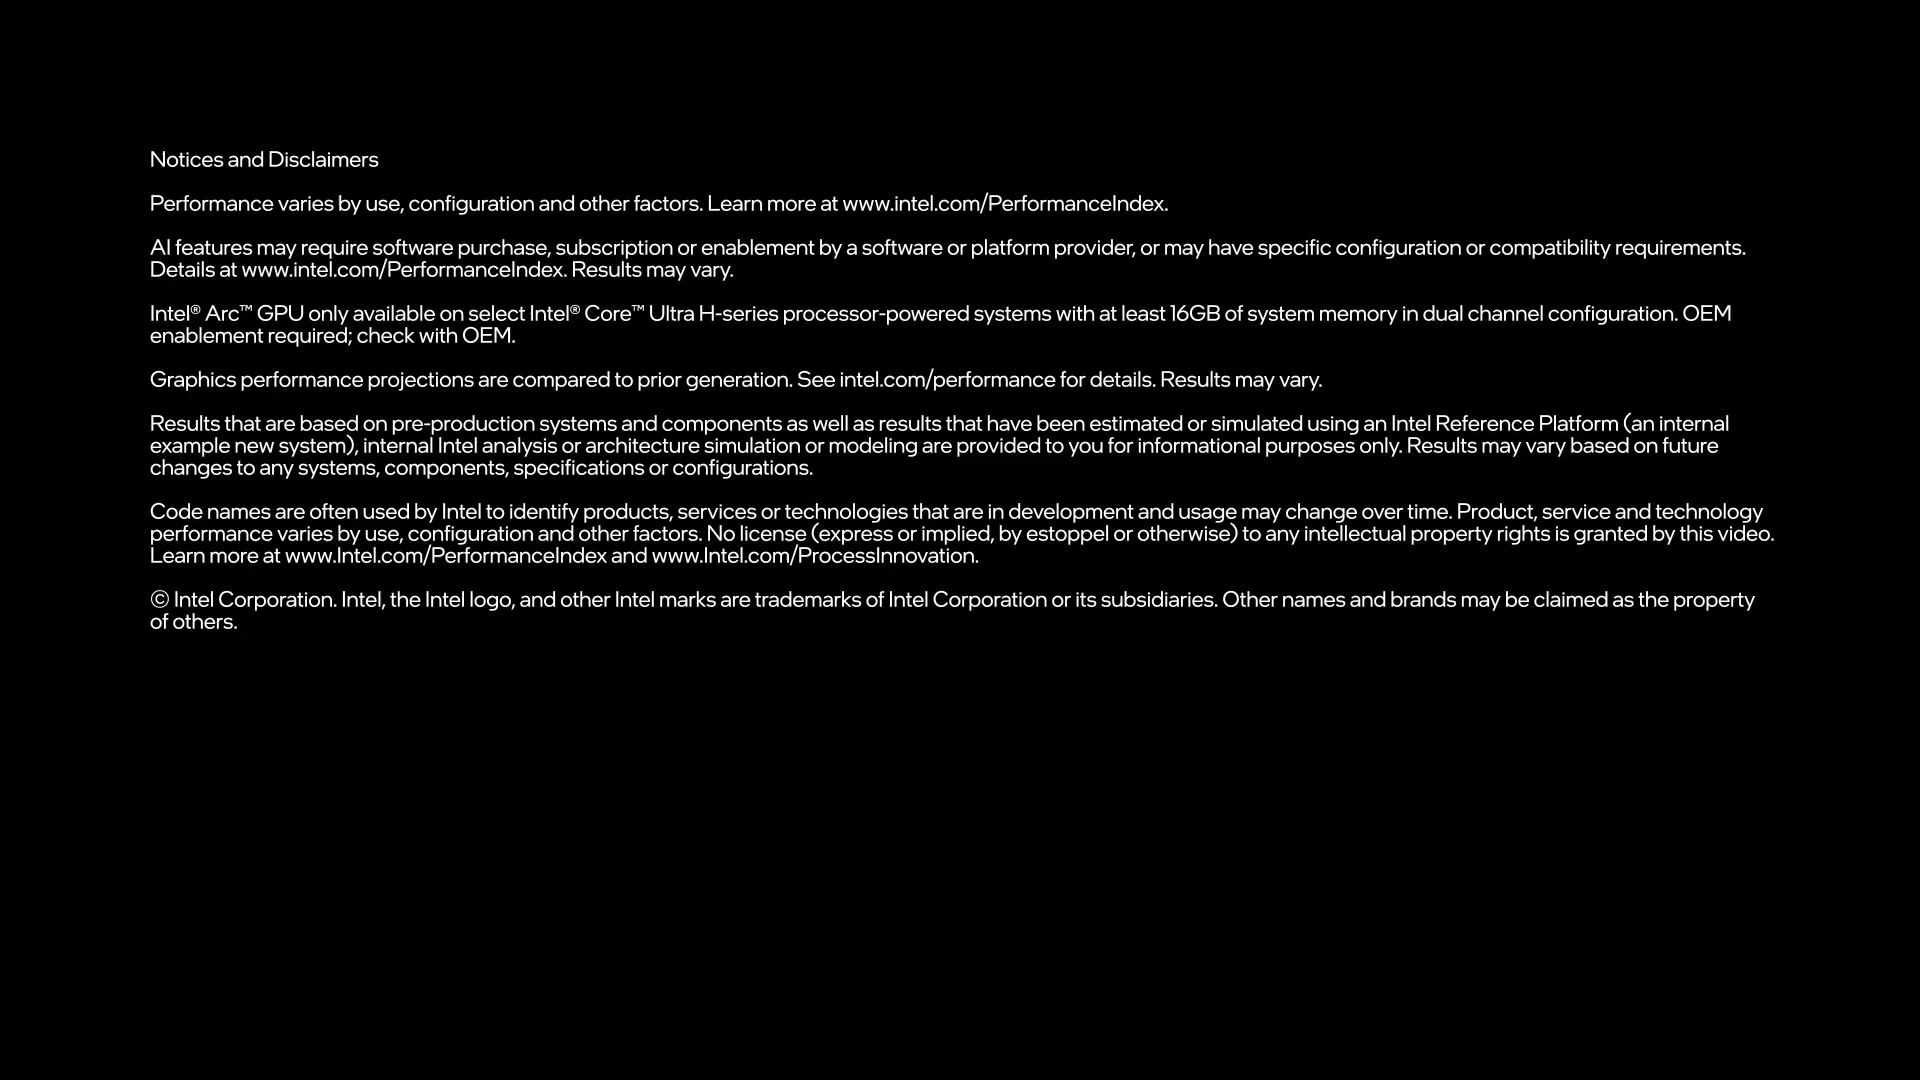 Notices and Disclaimers
Performance varies by use, configuration and other factors. Learn more at www.intel.com/PerformanceIndex.
AI features may require software purchase, subscription or enablement by a software or platform provider, or may have specific configuration or compatibility requirements.
Details at www.intel.com/PerformanceIndex. Results may vary.
Intel® Arc™ GPU only available on select Intel® Core™ Ultra H-series processor-powered systems with at least 16GB of system memory in dual channel configuration. OEM
enablement required; check with OEM.
Graphics performance projections are compared to prior generation. See intel.com/performance for details. Results may vary.
Results that are based on pre-production systems and components as well as results that have been estimated or simulated using an Intel Reference Platform (an internal
example new system), internal Intel analysis or architecture simulation or modeling are provided to you for informational purposes only. Results may vary based on future
changes to any systems, components, specifications or configurations.
Code names are often used by Intel to identify products, services or technologies that are in development and usage may change over time. Product, service and technology
performance varies by use, configuration and other factors. No license (express or implied, by estoppel or otherwise) to any intellectual property rights is granted by this video.
Learn more at www.Intel.com/PerformanceIndex and www.Intel.com/ProcessInnovation.
© Intel Corporation. Intel, the Intel logo, and other Intel marks are trademarks of Intel Corporation or its subsidiaries. Other names and brands may be claimed as the property
of others.